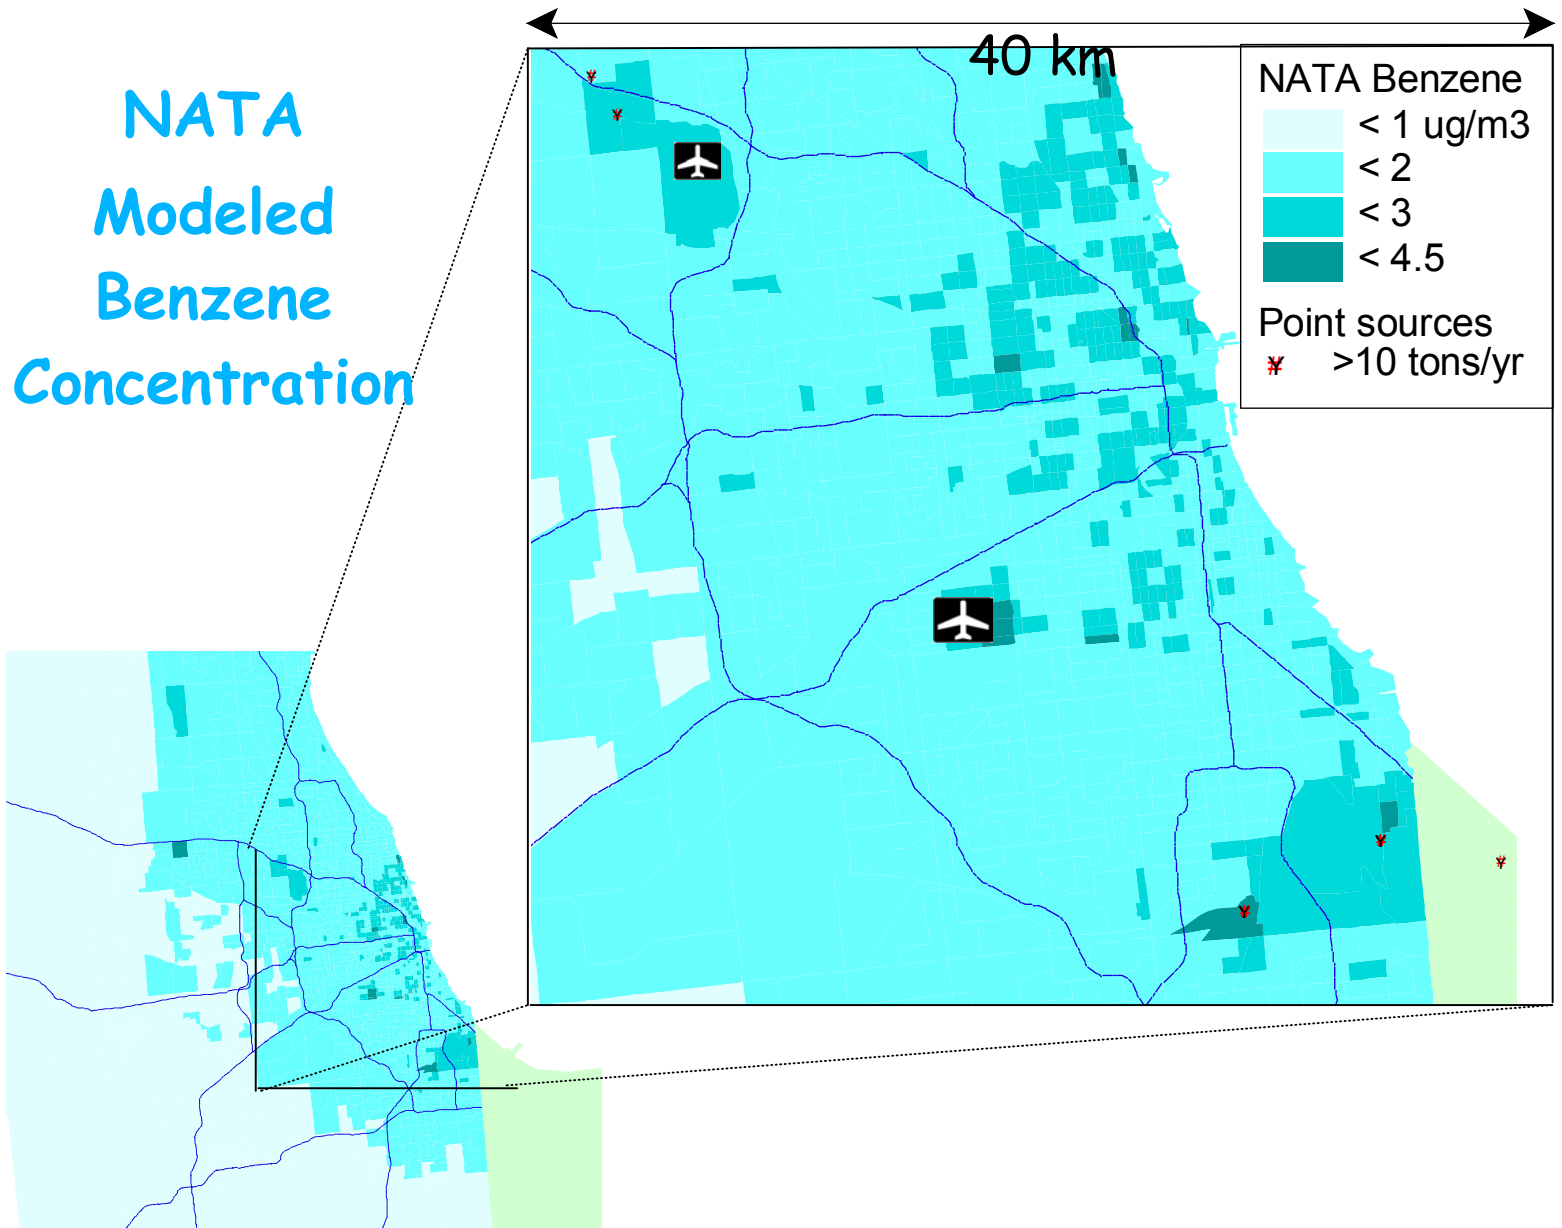 NATA
Modeled
Benzene
Concentration
40 km
NATA Benzene
< 1 ug/m3
< 2
< 3
< 4.5
Point sources
>10 tons/yr